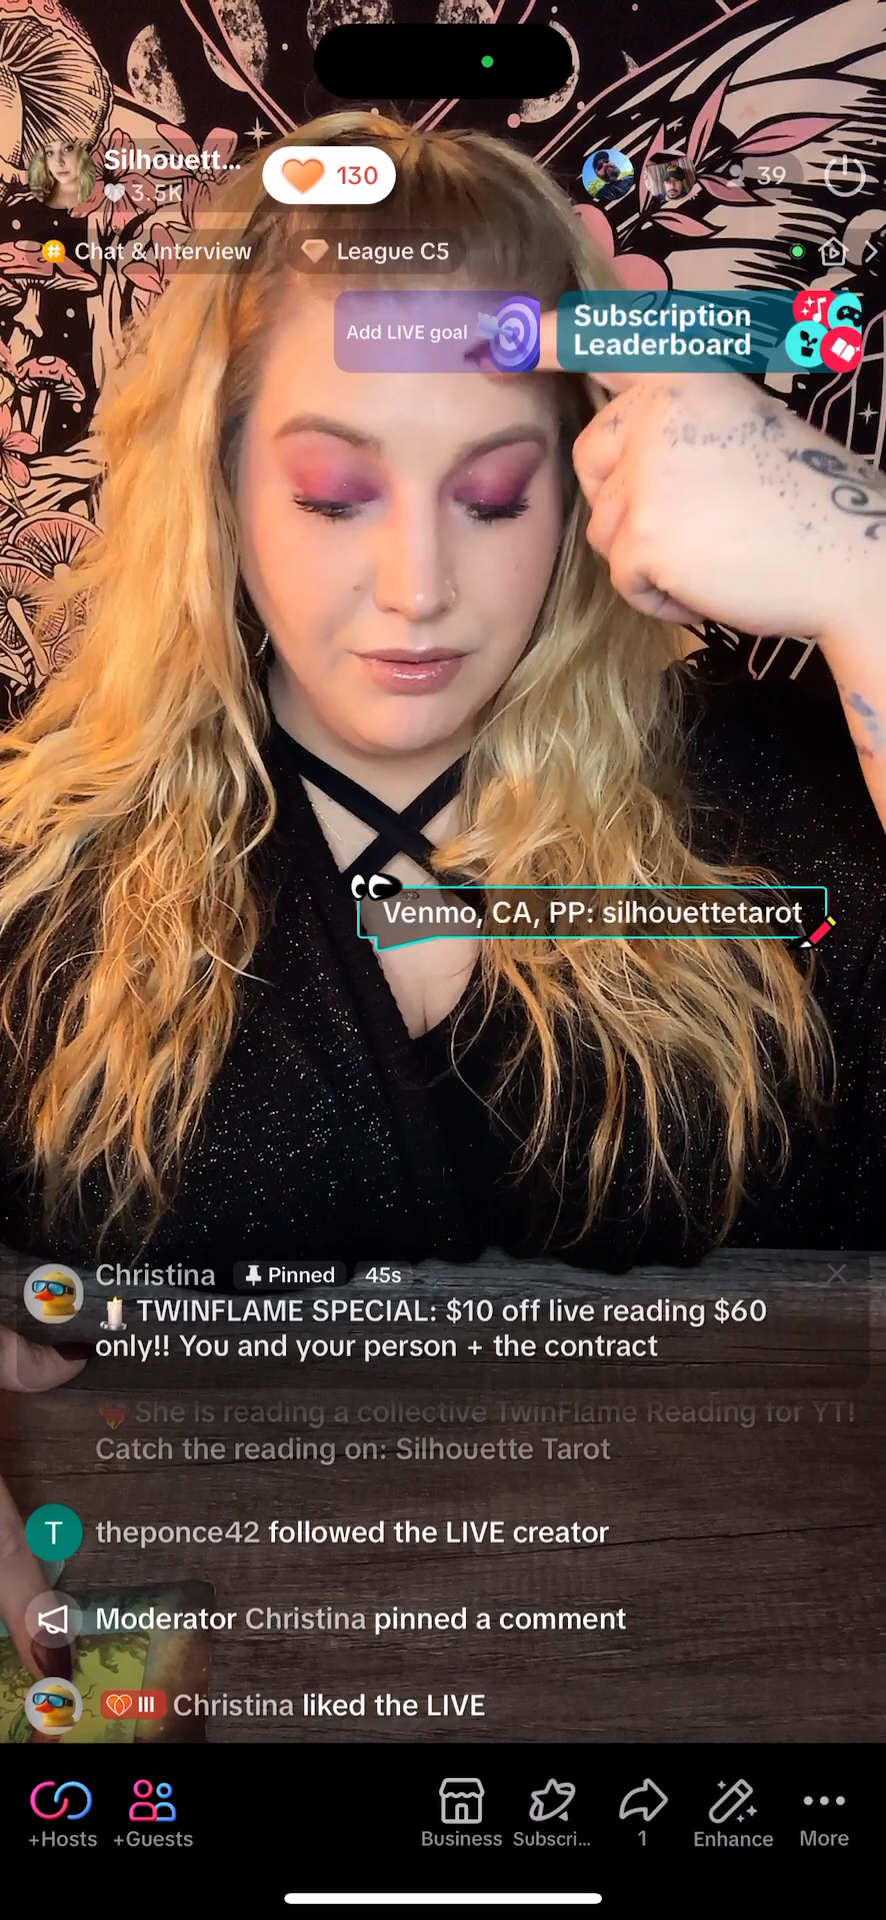 Silhouett...
3.5K
130
39
Chat & Interview
League C5
Add LIVE goal
Subscription
Leaderboard
Venmo, CA, PP: silhouettetarot
Christina Pinned 45s
🕯️ TWINFLAME SPECIAL: $10 off live reading $60
only!! You and your person + the contract
She is reading a collective TwinFlame Reading for YT!
Catch the reading on: Silhouette Tarot
T
theponce42 followed the LIVE creator
Moderator Christina pinned a comment
III Christina liked the LIVE
+Hosts
+Guests
Business
Subscri...
1
Enhance
More